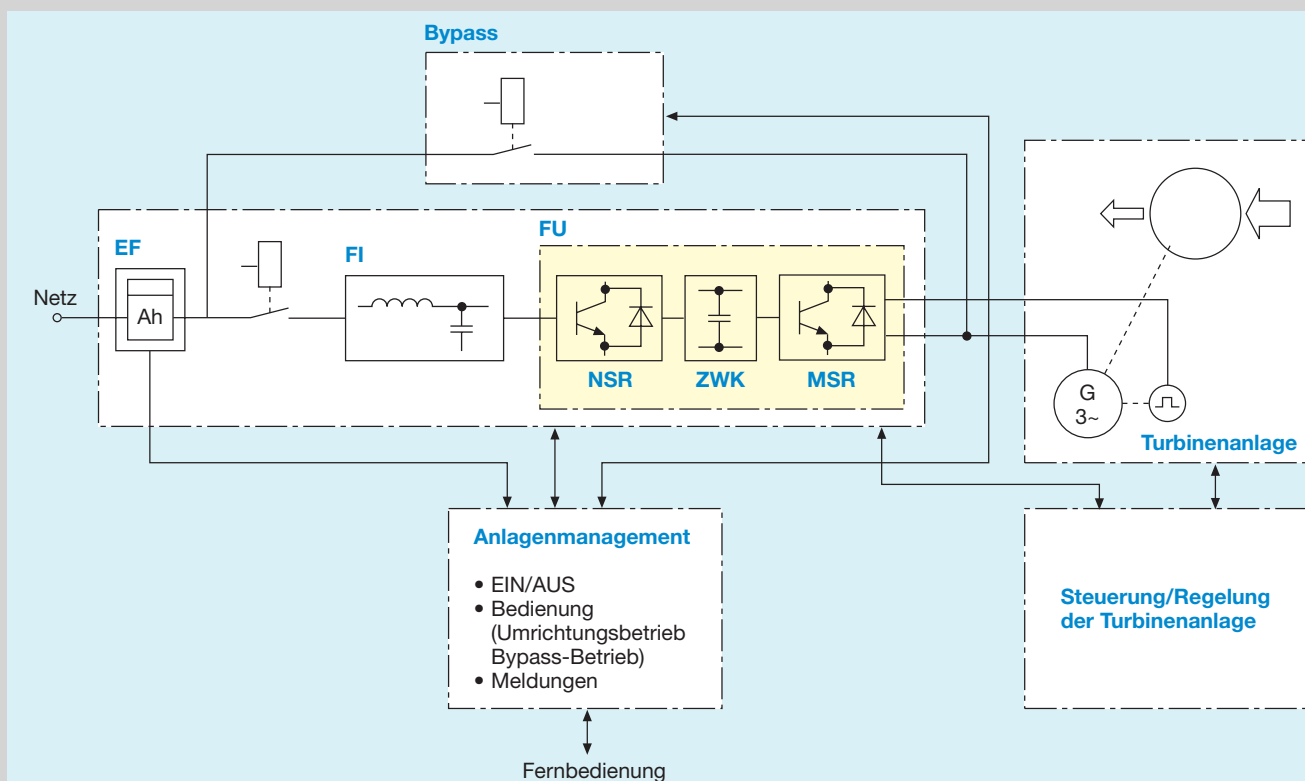 Bypass
EF
FI
FU
Netz
Ah
NSR
ZWK
MSR
G
3~
Turbinenanlage
Anlagenmanagement
• EIN/AUS
• Bedienung
(Umrichtungsbetrieb
Bypass-Betrieb)
• Meldungen
Steuerung/Regelung
der Turbinenanlage
Fernbedienung